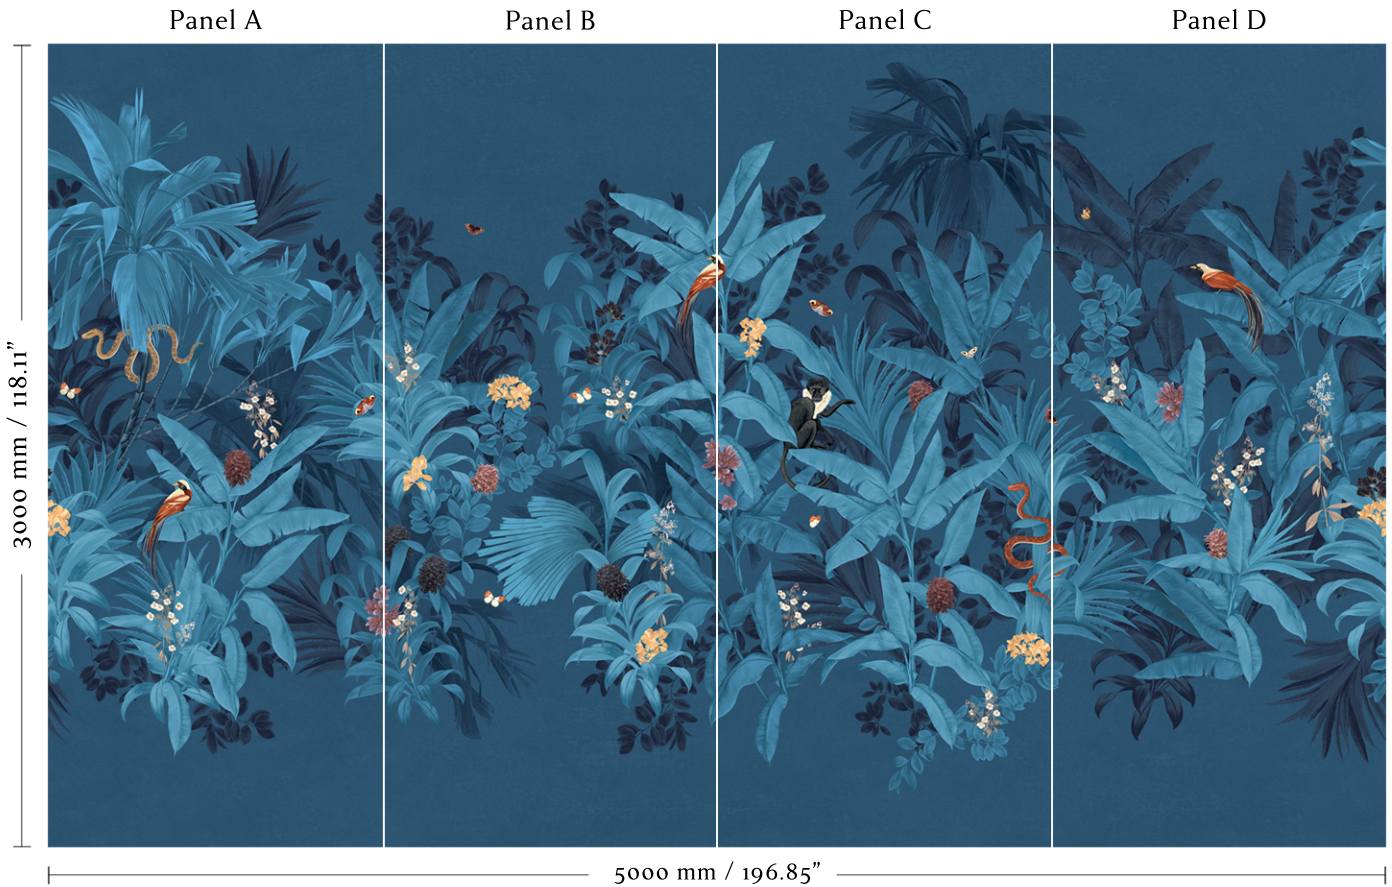 Panel A
Panel B
Panel C
Panel D
3000 mm / 118.11”
5000 mm / 196.85”